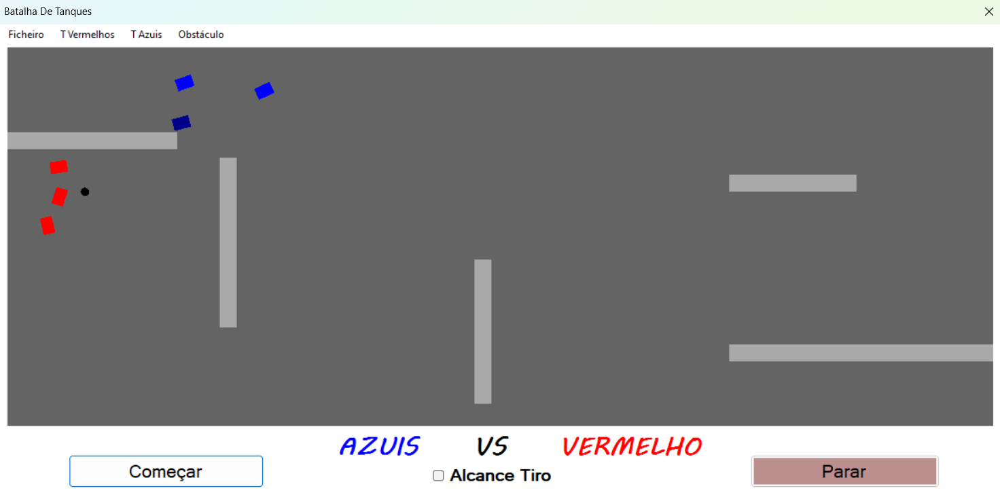 Batalha De Tanques
Ficheiro T Vermelhos T Azuis Obstáculo
AZUIS VS VERMELHO
Começar
Alcance Tiro
Parar